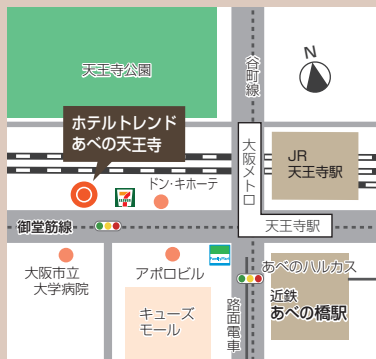 天王寺公園
谷町線
N
ホテルトレンド
あべの天王寺
大阪メトロ
JR
天王寺駅
ドン・キホーテ
7
ELEVEN
御堂筋線
天王寺駅
大阪市立
大学病院
アポロビル
FamilyMart
あべのハルカス
キューズ
モール
路面電車
近鉄
あべの橋駅